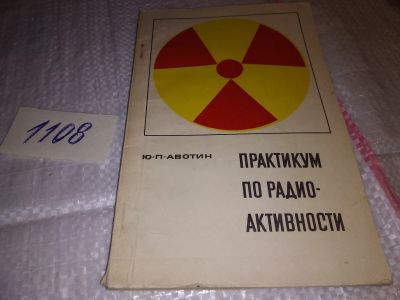 1108
Ю·П·АВОТИН
ПРАКТИКУМ
ПО РАДИО-
АКТИВНОСТИ